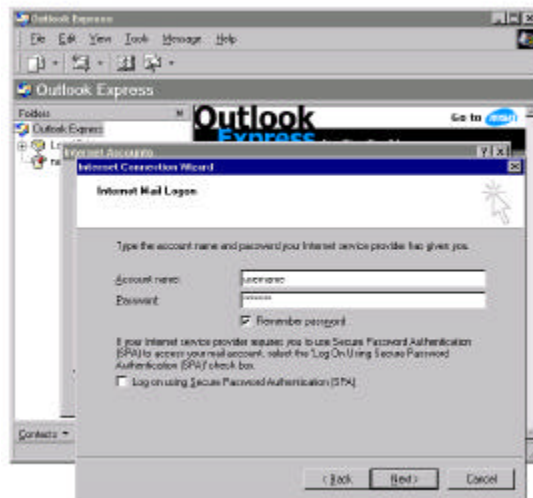 Outlook Express
File Edit View Tools Message Help
Outlook Express
Folders
Outlook Express
Outlook
Express
Go to msn
Internet Accounts
Internet Connection Wizard
Internet Mail Logon
Type the account name and password your Internet service provider has given you.
Account name: username
Password: ********
Remember password
If your Internet service provider requires you to use Secure Password Authentication
(SPA) to access your mail account, select the 'Log On Using Secure Password
Authentication (SPA)' check box.
Log on using Secure Password Authentication (SPA)
Contacts
< Back Next > Cancel